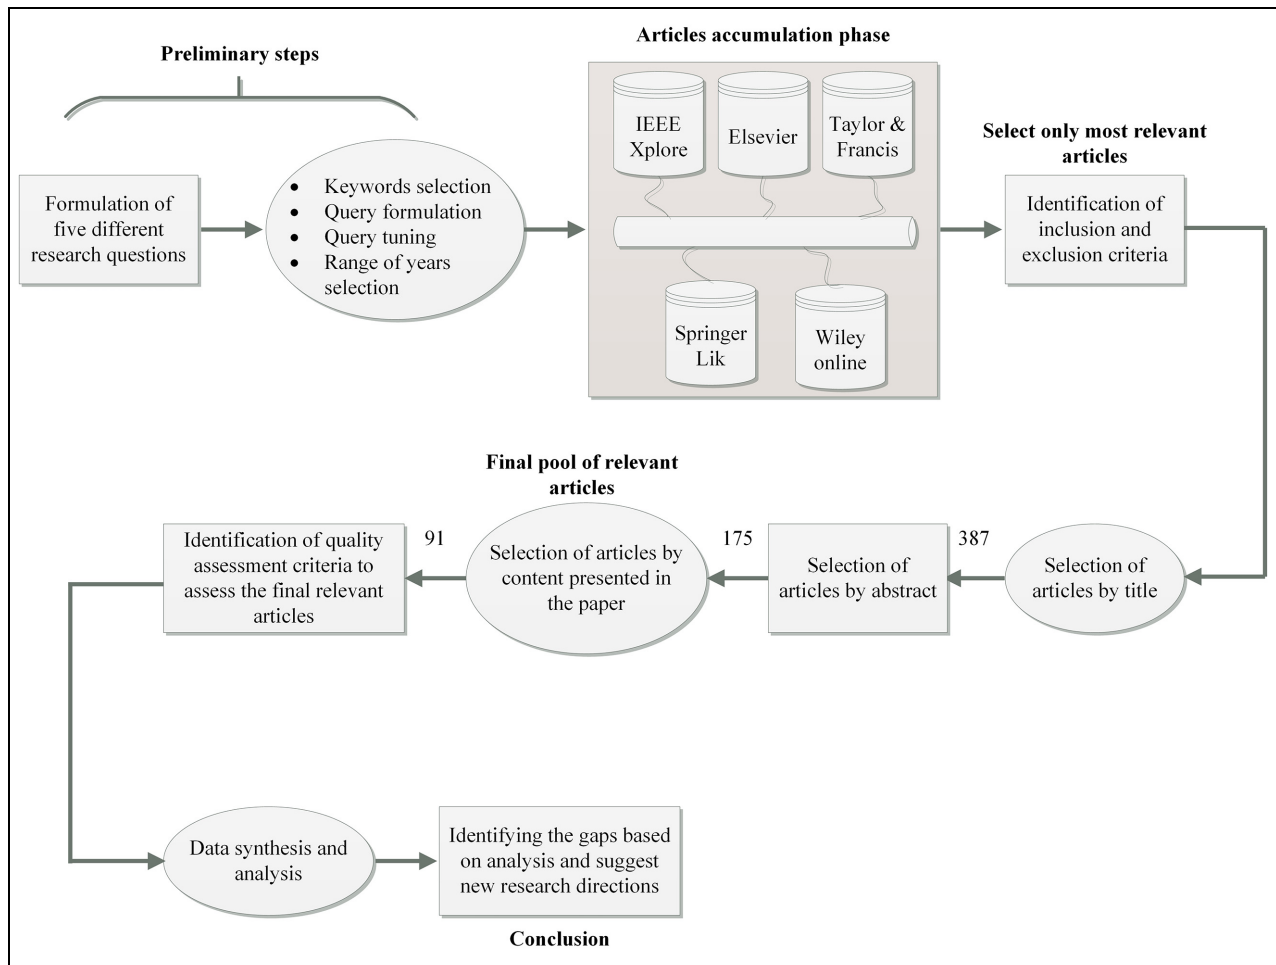 Preliminary steps
Formulation of
five different
research questions
• Keywords selection
• Query formulation
• Query tuning
• Range of years
selection
Articles accumulation phase
IEEE
Xplore
Elsevier
Taylor &
Francis
Springer
Lik
Wiley
online
Select only most relevant
articles
Identification of
inclusion and
exclusion criteria
Selection of
articles by title
387
Selection of
articles by abstract
175
Final pool of relevant
articles
Selection of articles by
content presented in
the paper
91
Identification of quality
assessment criteria to
assess the final relevant
articles
Data synthesis and
analysis
Identifying the gaps based
on analysis and suggest
new research directions
Conclusion